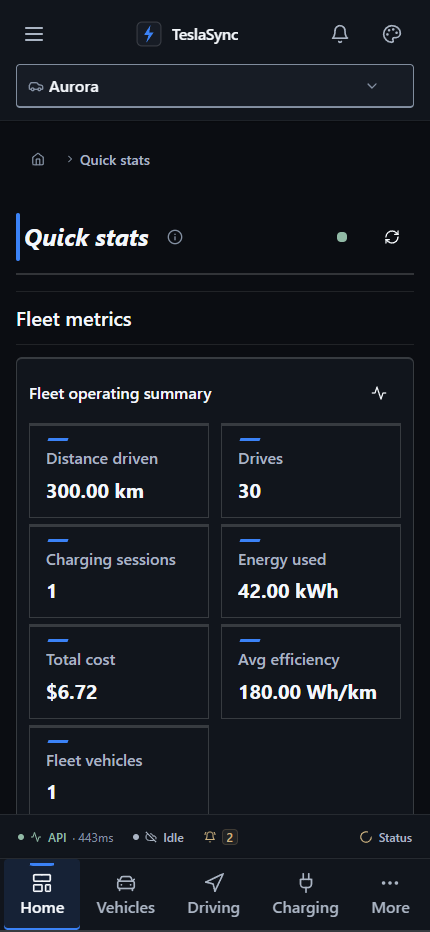 TeslaSync
Aurora
Quick stats
Quick stats
Fleet metrics
Fleet operating summary
Distance driven
300.00 km
Drives
30
Charging sessions
1
Energy used
42.00 kWh
Total cost
$6.72
Avg efficiency
180.00 Wh/km
Fleet vehicles
1
API · 443ms
Idle
2
Status
Home
Vehicles
Driving
Charging
More